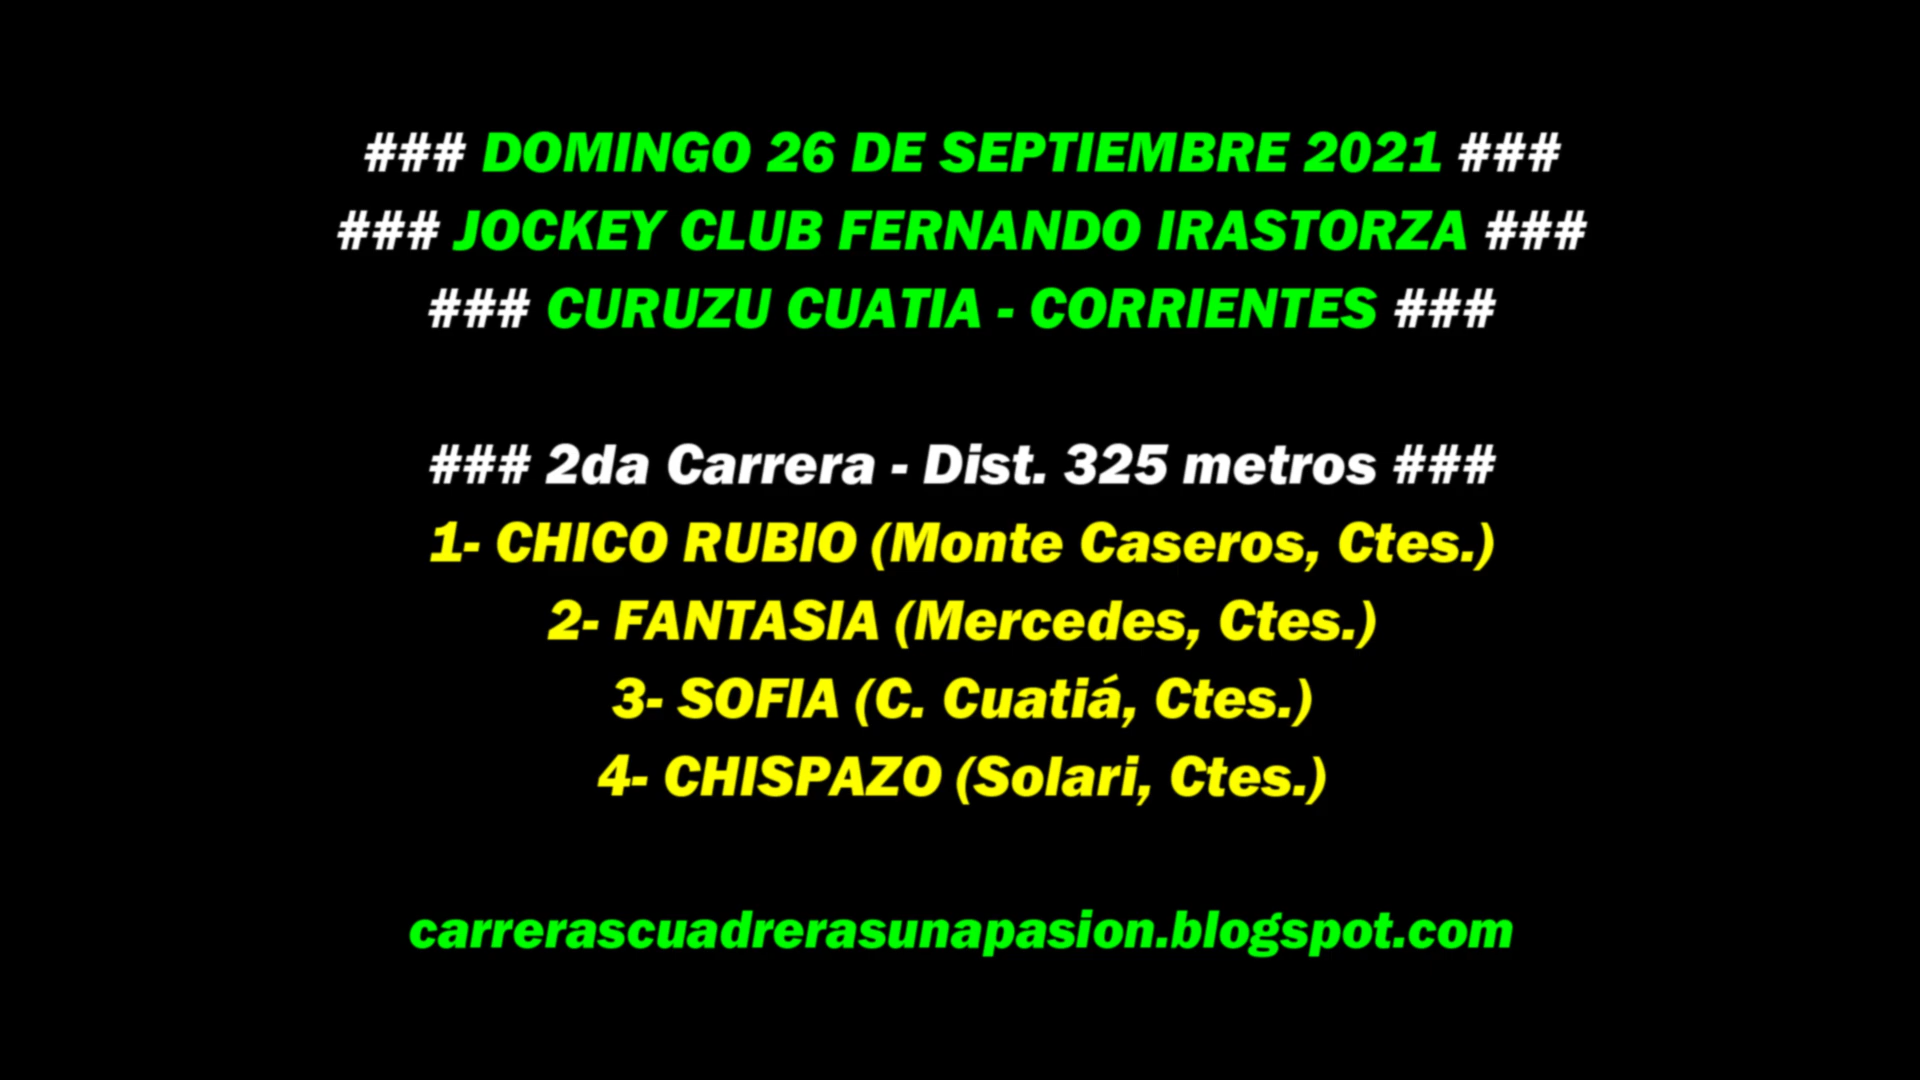 ### DOMINGO 26 DE SEPTIEMBRE 2021 ###
### JOCKEY CLUB FERNANDO IRASTORZA ###
### CURUZU CUATIA - CORRIENTES ###
### 2da Carrera - Dist. 325 metros ###
1- CHICO RUBIO (Monte Caseros, Ctes.)
2- FANTASIA (Mercedes, Ctes.)
3- SOFIA (C. Cuatiá, Ctes.)
4- CHISPAZO (Solari, Ctes.)
carrerascuadrerasunapasion.blogspot.com